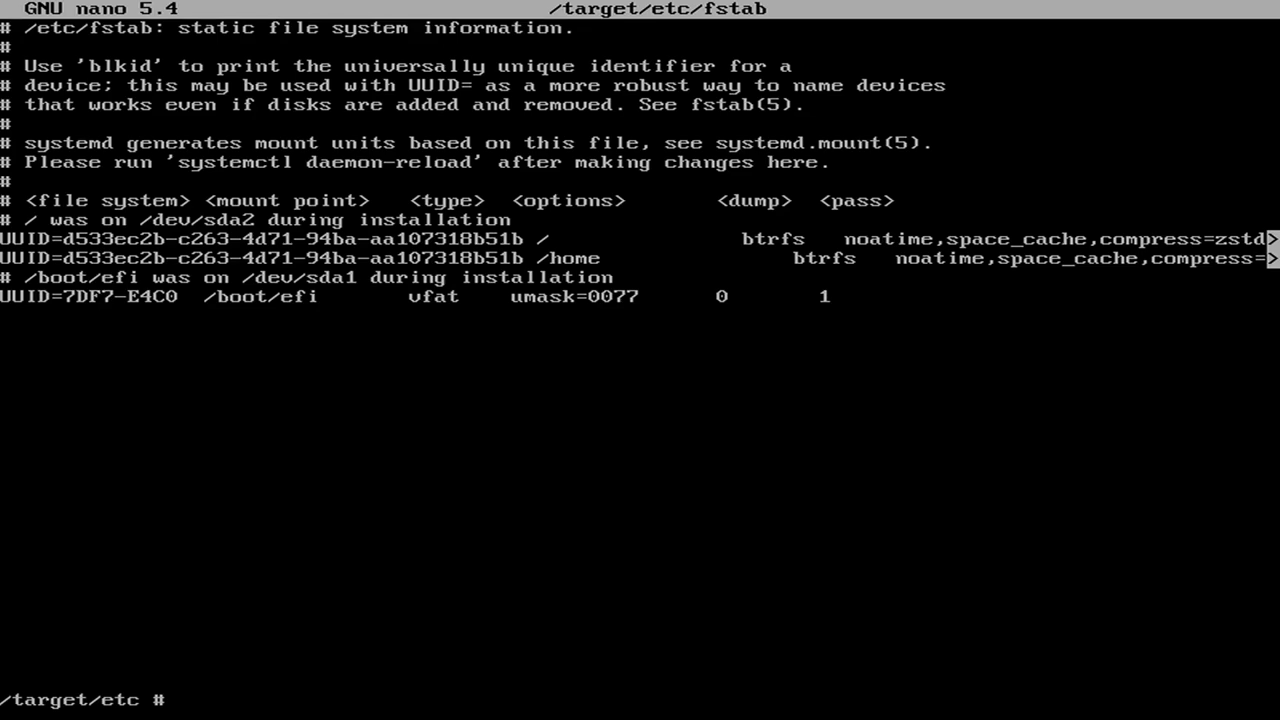 GNU nano 5.4 /target/etc/fstab
# /etc/fstab: static file system information.
#
# Use 'blkid' to print the universally unique identifier for a
# device; this may be used with UUID= as a more robust way to name devices
# that works even if disks are added and removed. See fstab(5).
#
# systemd generates mount units based on this file, see systemd.mount(5).
# Please run 'systemctl daemon-reload' after making changes here.
#
# <file system> <mount point>   <type>  <options>       <dump>  <pass>
# / was on /dev/sda2 during installation
UUID=d533ec2b-c263-4d71-94ba-aa107318b51b /               btrfs   noatime,space_cache,compress=zstd>
UUID=d533ec2b-c263-4d71-94ba-aa107318b51b /home               btrfs   noatime,space_cache,compress=>
# /boot/efi was on /dev/sda1 during installation
UUID=7DF7-E4C0  /boot/efi       vfat    umask=0077      0       1
/target/etc #